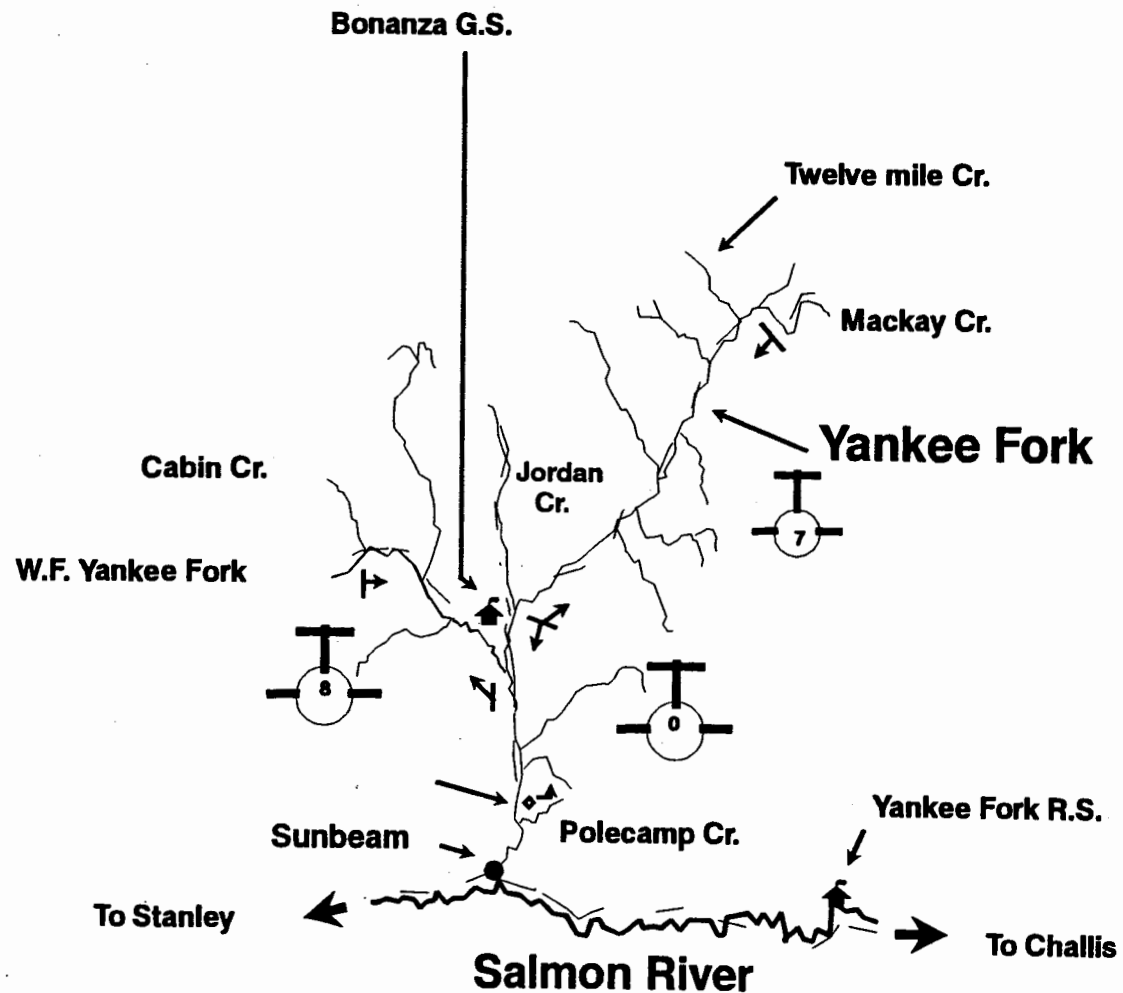 Bonanza G.S.
Twelve mile Cr.
Mackay Cr.
Yankee Fork
Cabin Cr.
Jordan
Cr.
7
W.F. Yankee Fork
8
0
Yankee Fork R.S.
Sunbeam
Polecamp Cr.
To Stanley
To Challis
Salmon River